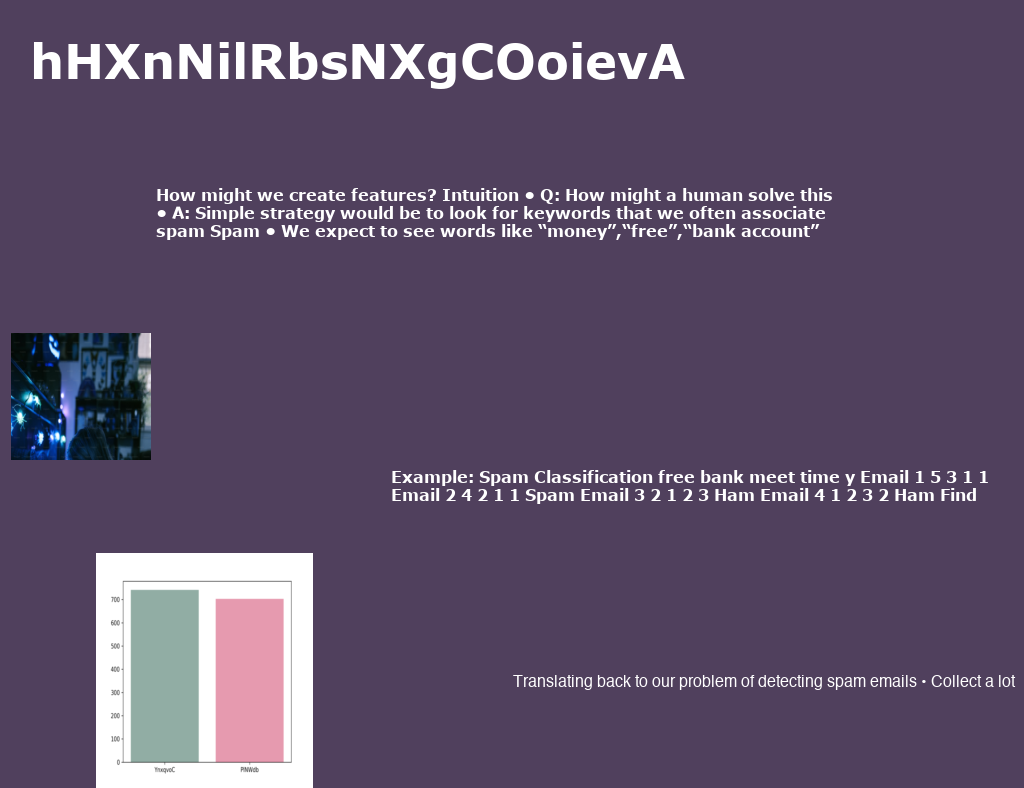 hHXnNilRbsNXgCOoievA
How might we create features? Intuition • Q: How might a human solve this
• A: Simple strategy would be to look for keywords that we often associate
spam Spam • We expect to see words like “money”,“free”,“bank account”
Example: Spam Classification free bank meet time y Email 1 5 3 1 1
Email 2 4 2 1 1 Spam Email 3 2 1 2 3 Ham Email 4 1 2 3 2 Ham Find
700
600
500
400
300
200
100
0
YnxqvoC PlNWdb
Translating back to our problem of detecting spam emails • Collect a lot